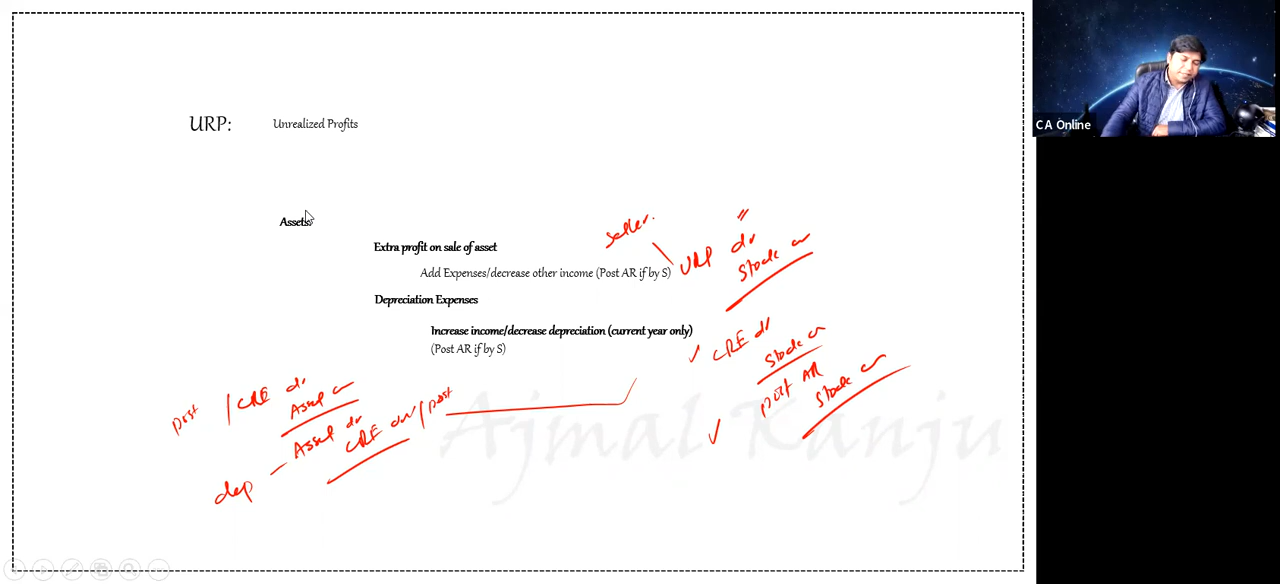 URP: Unrealized Profits
CA Online
Assets
Extra profit on sale of asset
Add Expenses/decrease other income (Post AR if by S)
Depreciation Expenses
Increase income/decrease depreciation (current year only)
(Post AR if by S)
Seller.
URP dr
Stock cr
CRE dr
Stock cr
post AR
Stock cr
post / CRE dr
Asset cr
Asset dr
CRE cr / post
dep
Ajmal Kanju